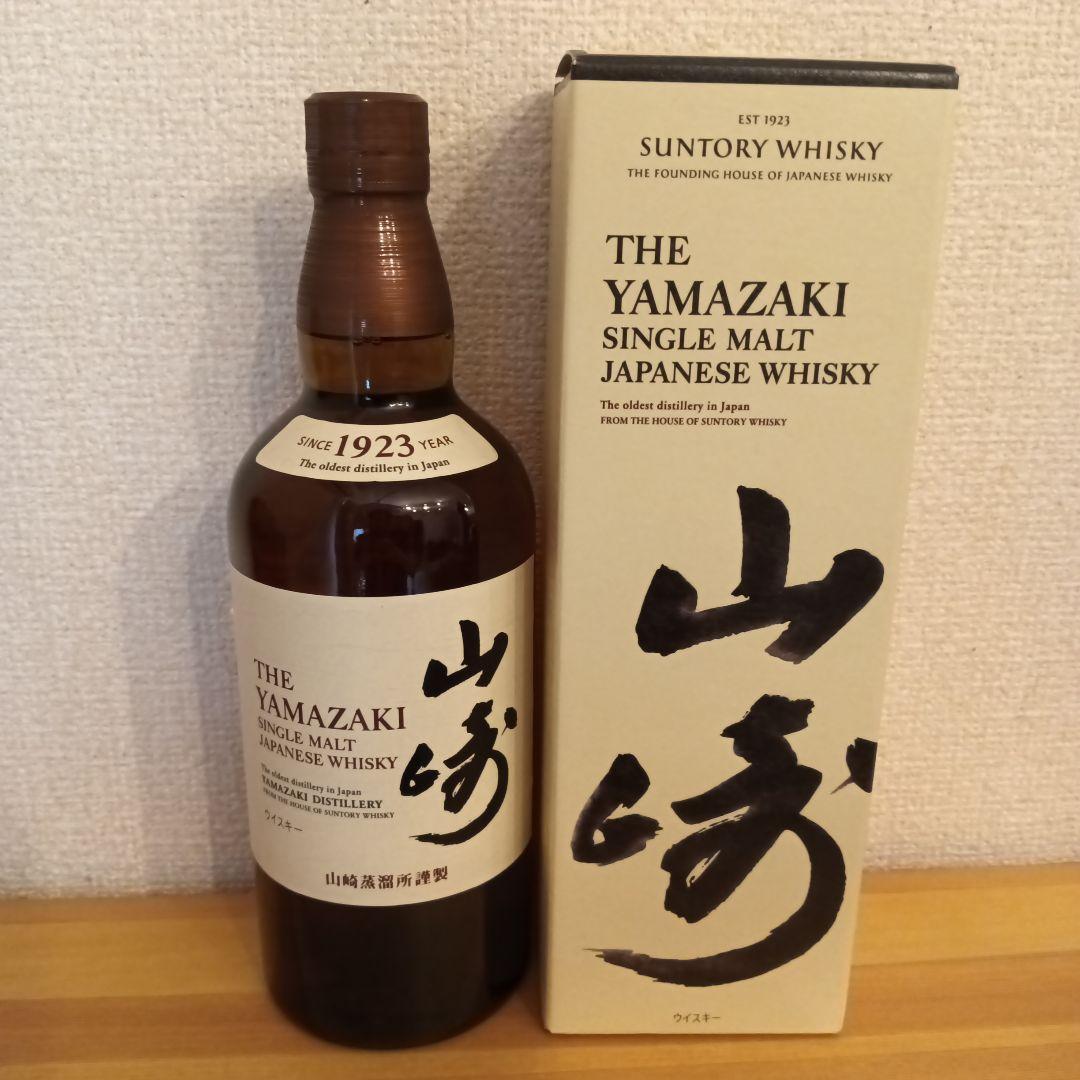 SINCE 1923 YEAR
The oldest distillery in Japan
THE
YAMAZAKI
SINGLE MALT
JAPANESE WHISKY
The oldest distillery in Japan
YAMAZAKI DISTILLERY
FROM THE HOUSE OF SUNTORY WHISKY
ウイスキー
山崎
山崎蒸溜所謹製
EST 1923
SUNTORY WHISKY
THE FOUNDING HOUSE OF JAPANESE WHISKY
THE
YAMAZAKI
SINGLE MALT
JAPANESE WHISKY
The oldest distillery in Japan
FROM THE HOUSE OF SUNTORY WHISKY
山崎
ウイスキー